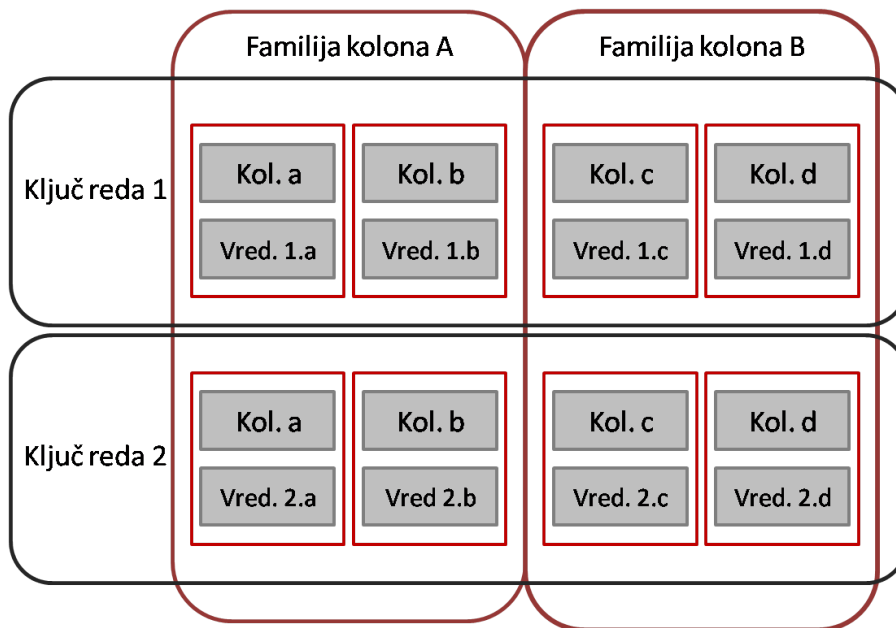 Familija kolona A
Familija kolona B
Ključ reda 1
Kol. a
Kol. b
Kol. c
Kol. d
Vred. 1.a
Vred. 1.b
Vred. 1.c
Vred. 1.d
Ključ reda 2
Kol. a
Kol. b
Kol. c
Kol. d
Vred. 2.a
Vred 2.b
Vred. 2.c
Vred. 2.d